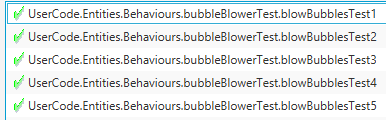 UserCode.Entities.Behaviours.bubbleBlowerTest.blowBubblesTest1
UserCode.Entities.Behaviours.bubbleBlowerTest.blowBubblesTest2
UserCode.Entities.Behaviours.bubbleBlowerTest.blowBubblesTest3
UserCode.Entities.Behaviours.bubbleBlowerTest.blowBubblesTest4
UserCode.Entities.Behaviours.bubbleBlowerTest.blowBubblesTest5